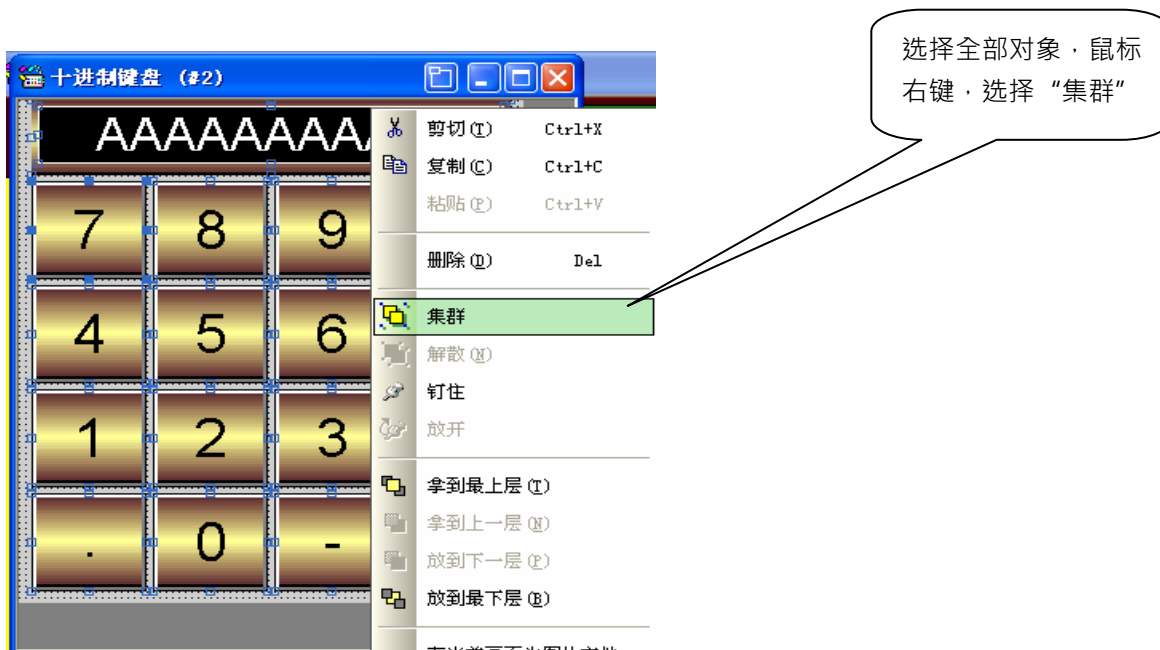 选择全部对象，鼠标
右键，选择“集群”
十进制键盘 (#2)
AAAAAAAA
剪切(T) Ctrl+X
复制(C) Ctrl+C
粘贴(P) Ctrl+V
删除(D) Del
集群
解散(N)
钉住
放开
拿到最上层(T)
拿到上一层(N)
放到下一层(P)
放到最下层(B)
7 8 9
4 5 6
1 2 3
. 0 -